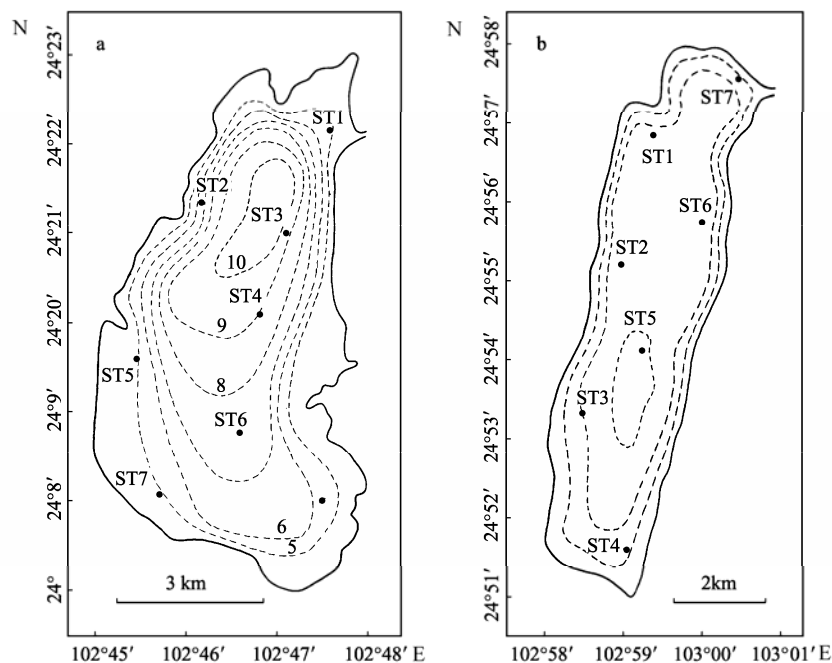 N
a
24°23′
24°22′
24°21′
24°20′
24°9′
24°8′
24°
ST1
ST2
ST3
10
ST4
9
ST5
8
ST6
ST7
6
5
3 km
102°45′ 102°46′ 102°47′ 102°48′ E
N
b
24°58′
24°57′
24°56′
24°55′
24°54′
24°53′
24°52′
24°51′
ST7
ST1
ST6
ST2
ST5
ST3
ST4
2km
102°58′ 102°59′ 103°00′ 103°01′ E